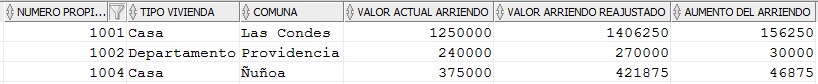 NUMERO PROPI... TIPO VIVIENDA COMUNA VALOR ACTUAL ARRIENDO VALOR ARRIENDO REAJUSTADO AUMENTO DEL ARRIENDO
1001 Casa Las Condes 1250000 1406250 156250
1002 Departamento Providencia 240000 270000 30000
1004 Casa Ñuñoa 375000 421875 46875